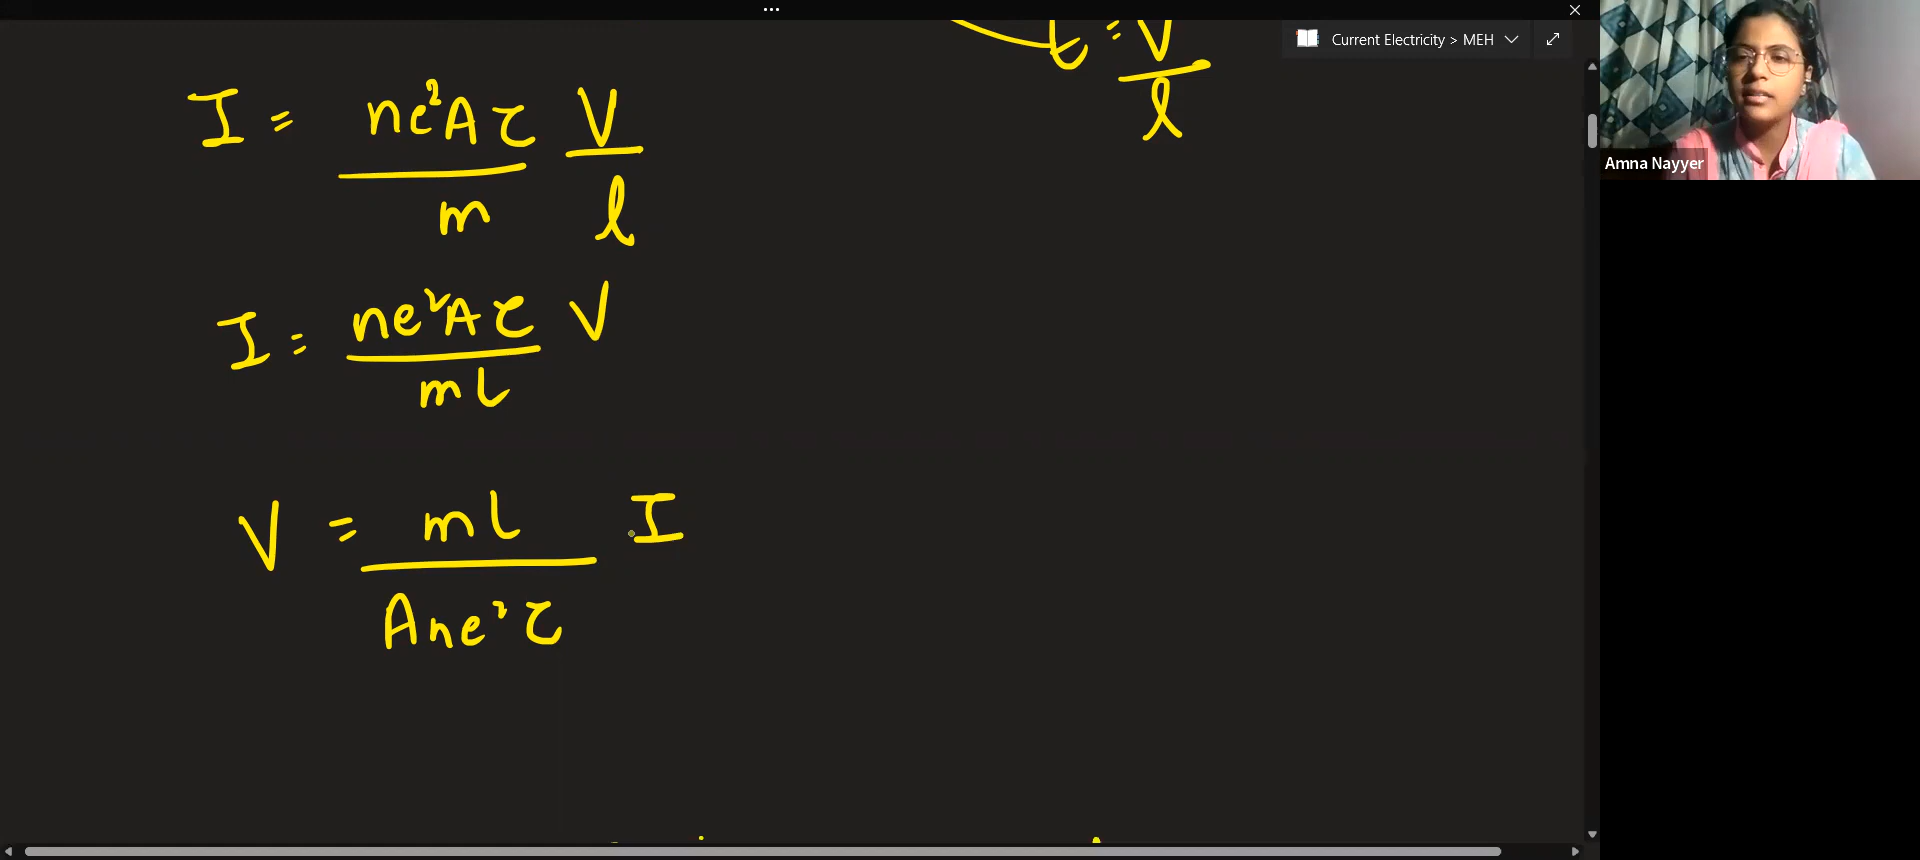 E = V / l
Current Electricity > MEH
I = ne²Aτ / m V / l
Amna Nayyer
I = ne²Aτ / ml V
V = ml / Ane²τ I